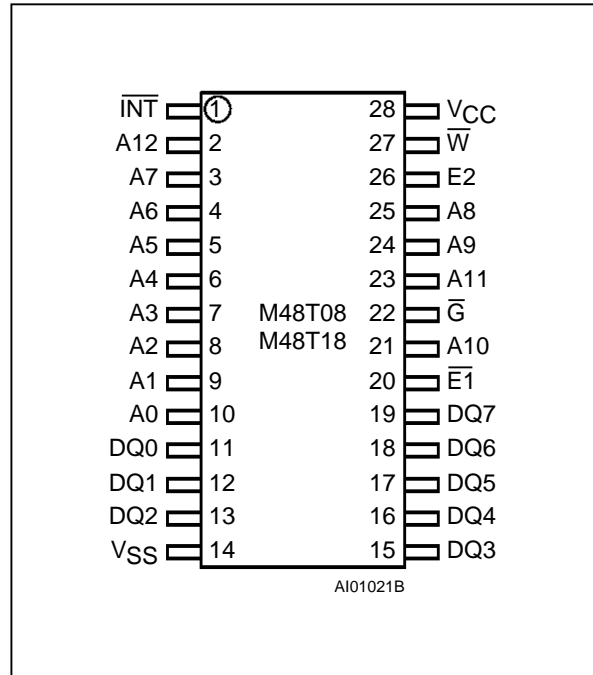 I̅N̅T̅ 1 28 VCC
A12 2 27 W̅
A7 3 26 E2
A6 4 25 A8
A5 5 24 A9
A4 6 23 A11
A3 7 M48T08 22 G̅
A2 8 M48T18 21 A10
A1 9 20 E̅1̅
A0 10 19 DQ7
DQ0 11 18 DQ6
DQ1 12 17 DQ5
DQ2 13 16 DQ4
VSS 14 15 DQ3
AI01021B